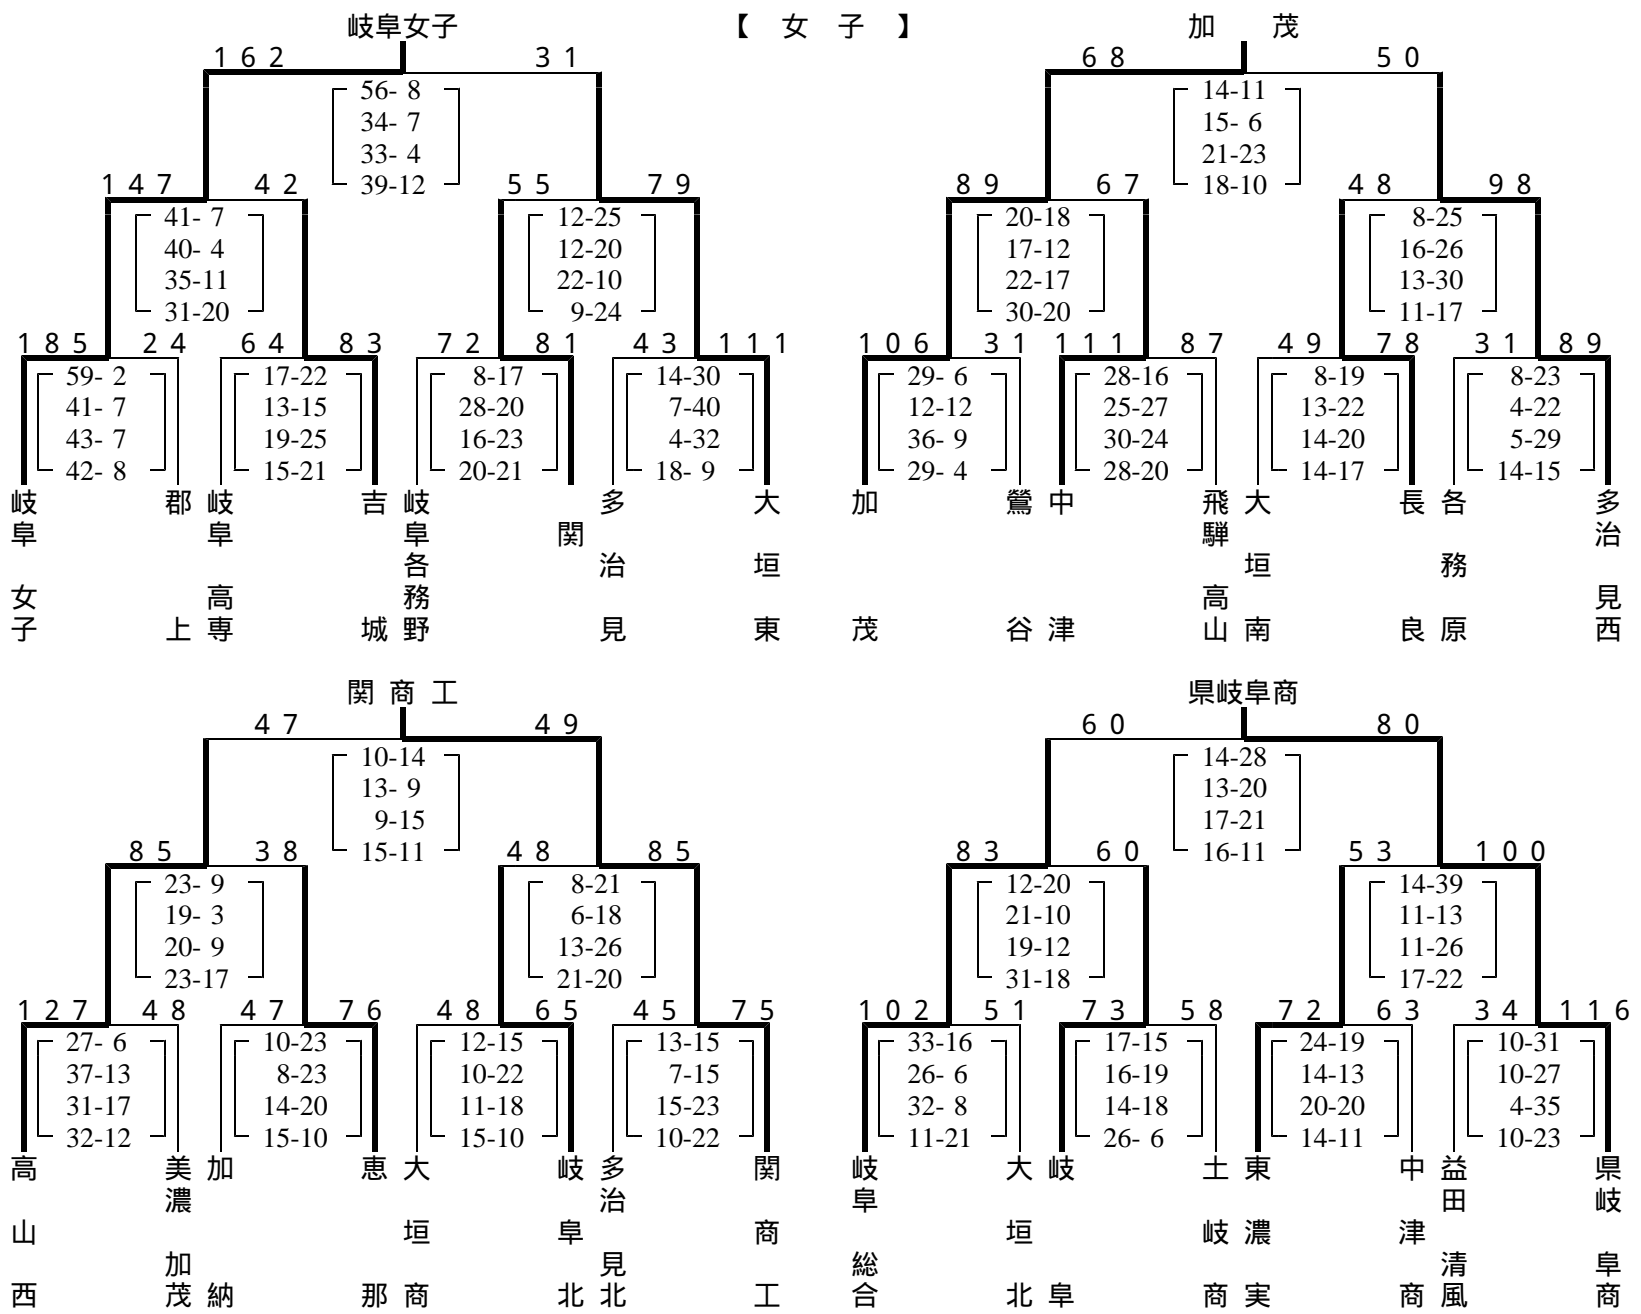 【 女 子 】
岐阜女子
162 31
56- 8
34- 7
33- 4
39-12
147 42 55 79
41- 7
40- 4
35-11
31-20
12-25
12-20
22-10
9-24
185 24 64 83 72 81 43 111
59- 2
41- 7
43- 7
42- 8
17-22
13-15
19-25
15-21
8-17
28-20
16-23
20-21
14-30
7-40
4-32
18- 9
岐阜女子
郡上
岐阜高専
吉城
岐阜各務野
関
多治見
大垣東
加 茂
68 50
14-11
15- 6
21-23
18-10
89 67 48 98
20-18
17-12
22-17
30-20
8-25
16-26
13-30
11-17
106 31 111 87 49 78 31 89
29- 6
12-12
36- 9
29- 4
28-16
25-27
30-24
28-20
8-19
13-22
14-20
14-17
8-23
4-22
5-29
14-15
加茂
鶯谷
中津
飛騨高山
大垣南
長良
各務原
多治見西
関 商 工
47 49
10-14
13- 9
9-15
15-11
85 38 48 85
23- 9
19- 3
20- 9
23-17
8-21
6-18
13-26
21-20
127 48 47 76 48 65 45 75
27- 6
37-13
31-17
32-12
10-23
8-23
14-20
15-10
12-15
10-22
11-18
15-10
13-15
7-15
15-23
10-22
高山西
美濃加茂
加納
恵那
大垣商
岐阜北
多治見北
関商工
県岐阜商
60 80
14-28
13-20
17-21
16-11
83 60 53 100
12-20
21-10
19-12
31-18
14-39
11-13
11-26
17-22
102 51 73 58 72 63 34 116
33-16
26- 6
32- 8
11-21
17-15
16-19
14-18
26- 6
24-19
14-13
20-20
14-11
10-31
10-27
4-35
10-23
岐阜総合
大垣北
岐阜
土岐商
東濃実
中津商
益田清風
県岐阜商